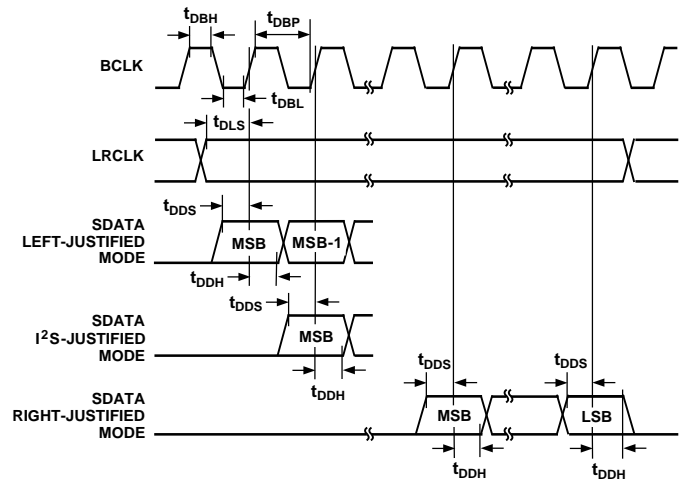 tDBH
tDBP
BCLK
tDBL
tDLS
LRCLK
tDDS
SDATA
LEFT-JUSTIFIED
MODE
MSB
MSB-1
tDDH
tDDS
SDATA
I²S-JUSTIFIED
MODE
MSB
tDDH
tDDS
tDDS
SDATA
RIGHT-JUSTIFIED
MODE
MSB
LSB
tDDH
tDDH